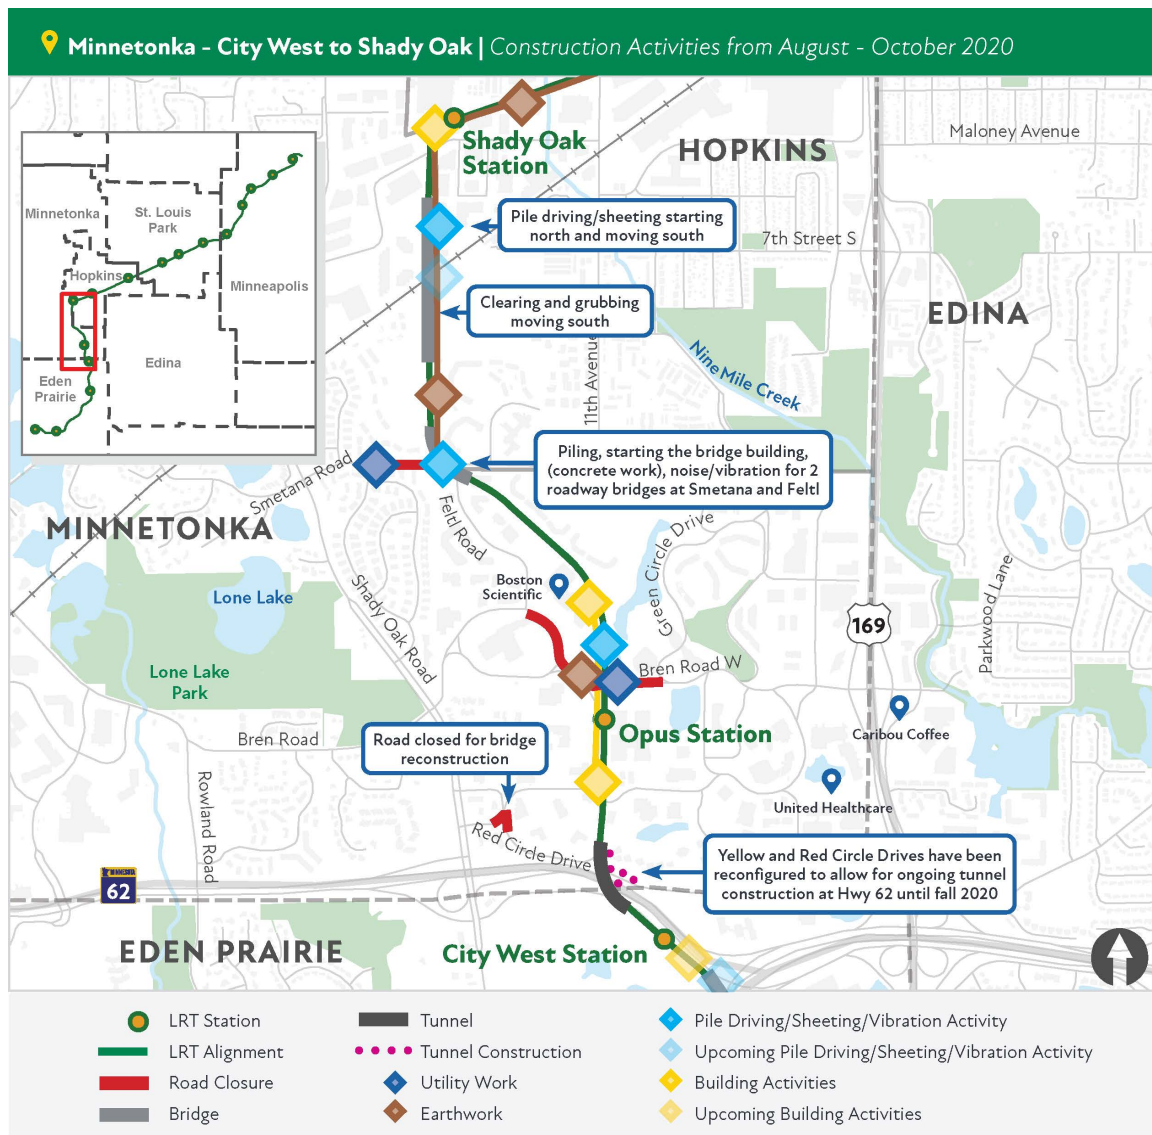 Minnetonka - City West to Shady Oak | Construction Activities from August - October 2020
Maloney Avenue
HOPKINS
Shady Oak
Station
Minnetonka
St. Louis
Park
Hopkins
Minneapolis
Edina
Eden
Prairie
Pile driving/sheeting starting
north and moving south
7th Street S
Clearing and grubbing
moving south
EDINA
11th Avenue
Nine Mile Creek
Piling, starting the bridge building,
(concrete work), noise/vibration for 2
roadway bridges at Smetana and Feltl
Smetana Road
MINNETONKA
Feltl Road
Green Circle Drive
Boston
Scientific
Shady Oak Road
Lone Lake
Parkwood Lane
169
Lone Lake
Park
Bren Road W
Caribou Coffee
Opus Station
Bren Road
Road closed for bridge
reconstruction
United Healthcare
Rowland Road
Red Circle Drive
Yellow and Red Circle Drives have been
reconfigured to allow for ongoing tunnel
construction at Hwy 62 until fall 2020
MINNESOTA
62
EDEN PRAIRIE
City West Station
LRT Station
LRT Alignment
Road Closure
Bridge
Tunnel
Tunnel Construction
Utility Work
Earthwork
Pile Driving/Sheeting/Vibration Activity
Upcoming Pile Driving/Sheeting/Vibration Activity
Building Activities
Upcoming Building Activities